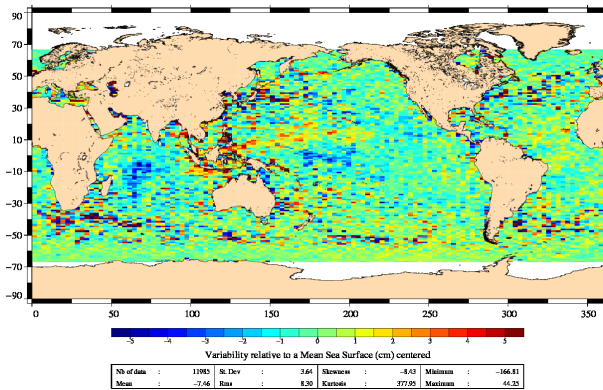 90
70
50
30
10
−10
−30
−50
−70
−90
0 50 100 150 200 250 300 350
−5 −4 −3 −2 −1 0 1 2 3 4 5
Variability relative to a Mean Sea Surface (cm) centered
Nb of data : 11985 St. Dev : 3.64 Skewness : −8.43 Minimum : −166.81
Mean : −7.46 Rms : 8.30 Kurtosis : 377.95 Maximum : 44.25